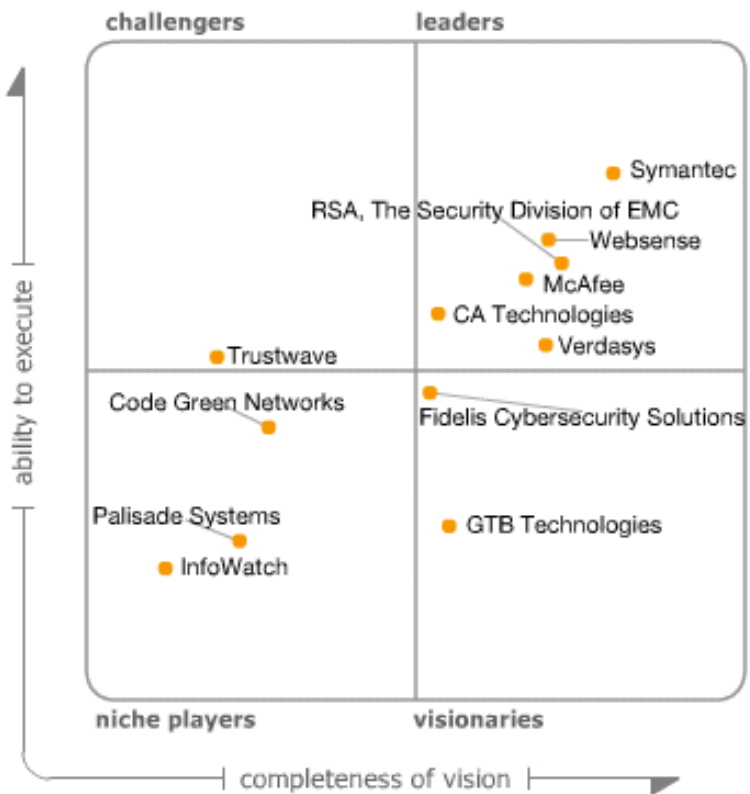 challengers
leaders
Symantec
RSA, The Security Division of EMC
Websense
McAfee
CA Technologies
Verdasys
Trustwave
Code Green Networks
Fidelis Cybersecurity Solutions
Palisade Systems
GTB Technologies
InfoWatch
niche players
visionaries
ability to execute
completeness of vision